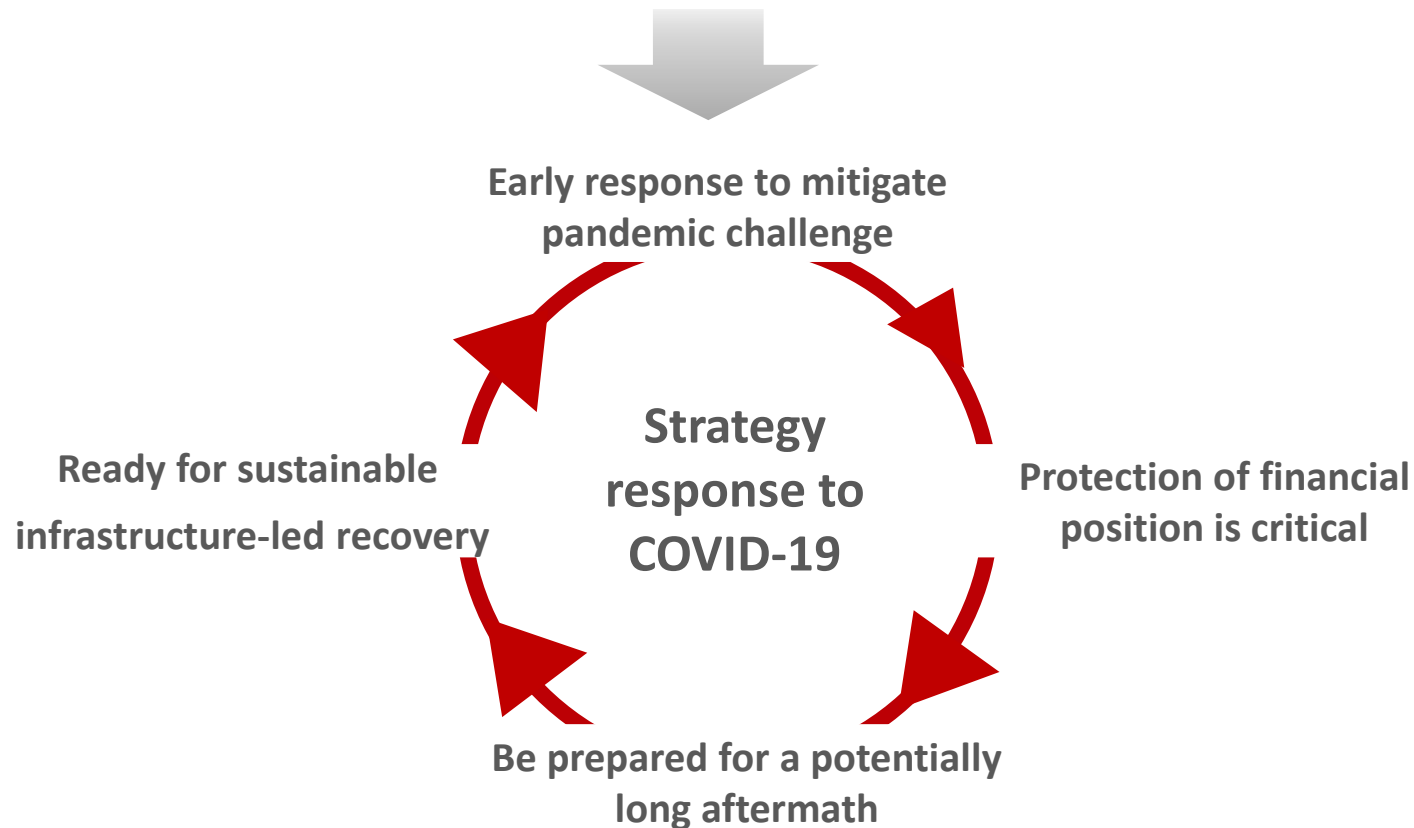 Early response to mitigate
pandemic challenge
Strategy
response to
COVID-19
Protection of financial
position is critical
Be prepared for a potentially
long aftermath
Ready for sustainable
infrastructure-led recovery